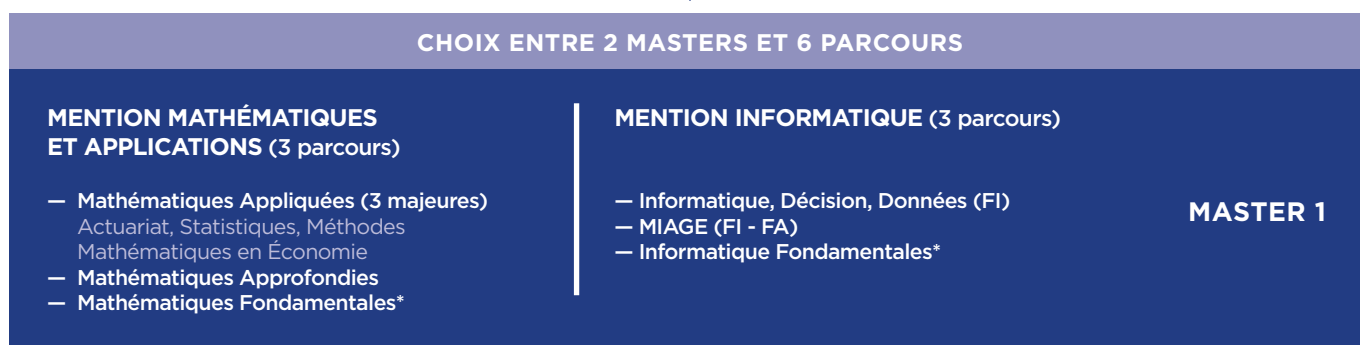 CHOIX ENTRE 2 MASTERS ET 6 PARCOURS
MENTION MATHÉMATIQUES
ET APPLICATIONS (3 parcours)
— Mathématiques Appliquées (3 majeures)
Actuariat, Statistiques, Méthodes
Mathématiques en Économie
— Mathématiques Approfondies
— Mathématiques Fondamentales*
MENTION INFORMATIQUE (3 parcours)
— Informatique, Décision, Données (FI)
— MIAGE (FI - FA)
— Informatique Fondamentales*
MASTER 1